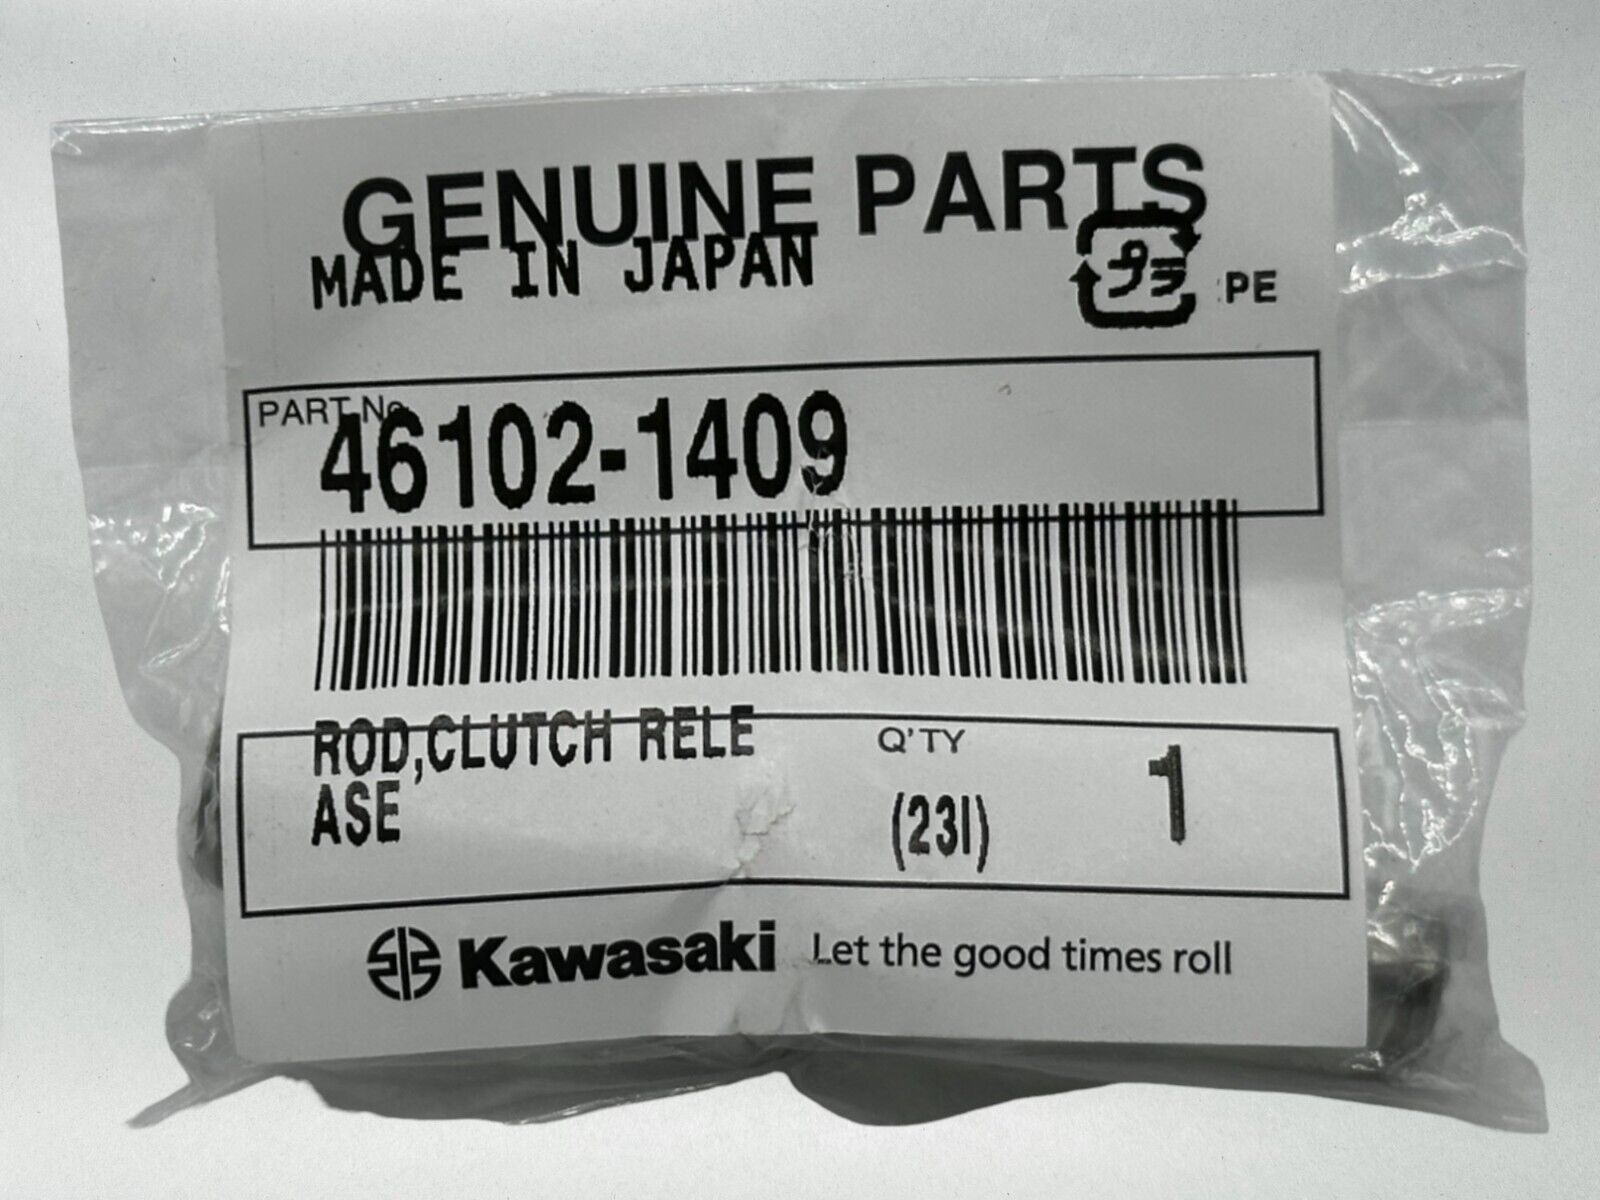 GENUINE PARTS
MADE IN JAPAN
プラ PE
PART No.
46102-1409
ROD,CLUTCH RELE
ASE
Q'TY
(23I)
1
Kawasaki Let the good times roll